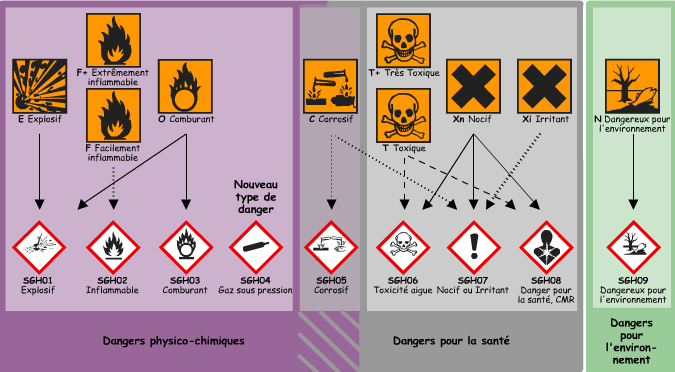 F+ Extrêmement
inflammable
T+ Très Toxique
E Explosif
O Comburant
C Corrosif
Xn Nocif
Xi Irritant
N Dangereux pour
l'environnement
F Facilement
inflammable
T Toxique
Nouveau
type de
danger
SGH01
Explosif
SGH02
Inflammable
SGH03
Comburant
SGH04
Gaz sous pression
SGH05
Corrosif
SGH06
Toxicité aigue
SGH07
Nocif ou Irritant
SGH08
Danger pour
la santé, CMR
SGH09
Dangereux pour
l'environnement
Dangers physico-chimiques
Dangers pour la santé
Dangers
pour
l'environ-
nement